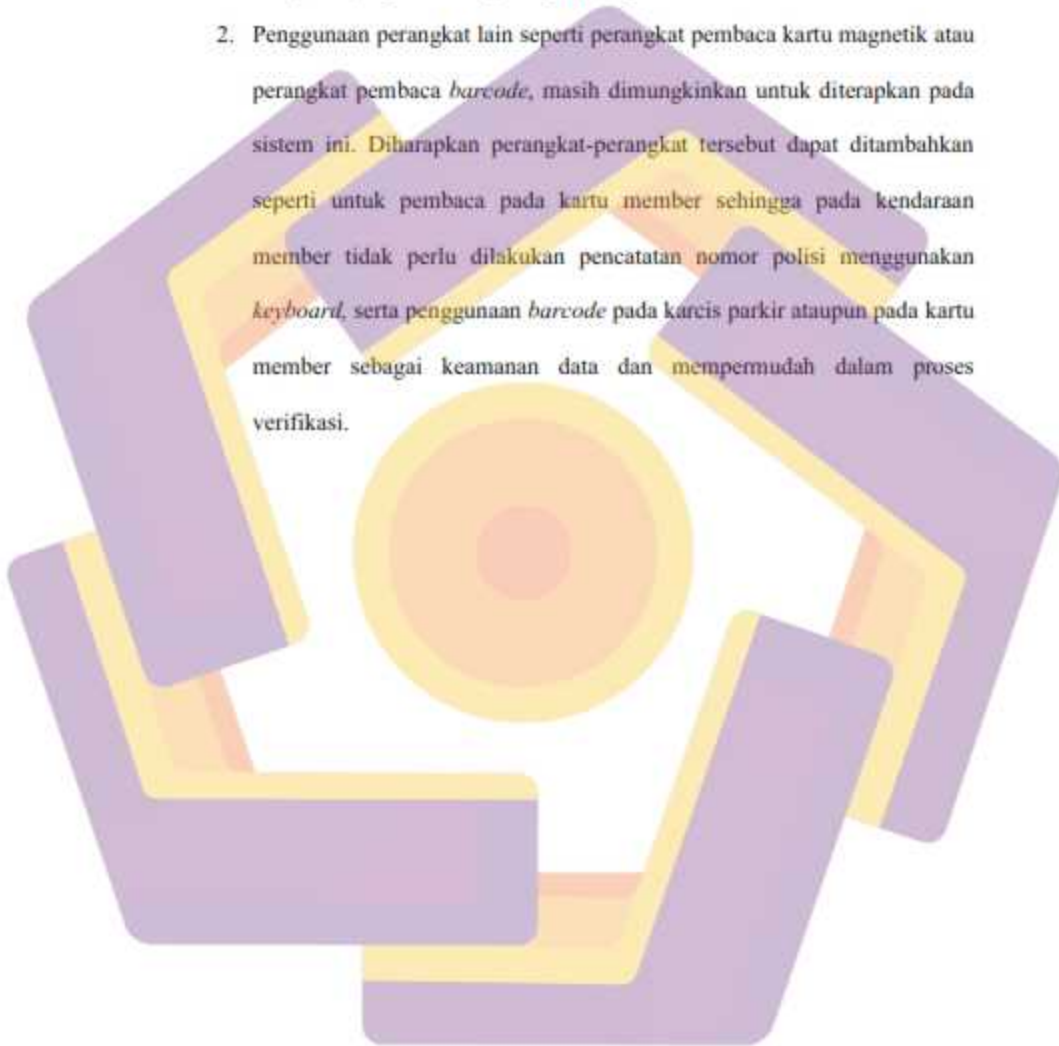 2. Penggunaan perangkat lain seperti perangkat pembaca kartu magnetik atau
perangkat pembaca barcode, masih dimungkinkan untuk diterapkan pada
sistem ini. Diharapkan perangkat-perangkat tersebut dapat ditambahkan
seperti untuk pembaca pada kartu member sehingga pada kendaraan
member tidak perlu dilakukan pencatatan nomor polisi menggunakan
keyboard, serta penggunaan barcode pada karcis parkir ataupun pada kartu
member sebagai keamanan data dan mempermudah dalam proses
verifikasi.